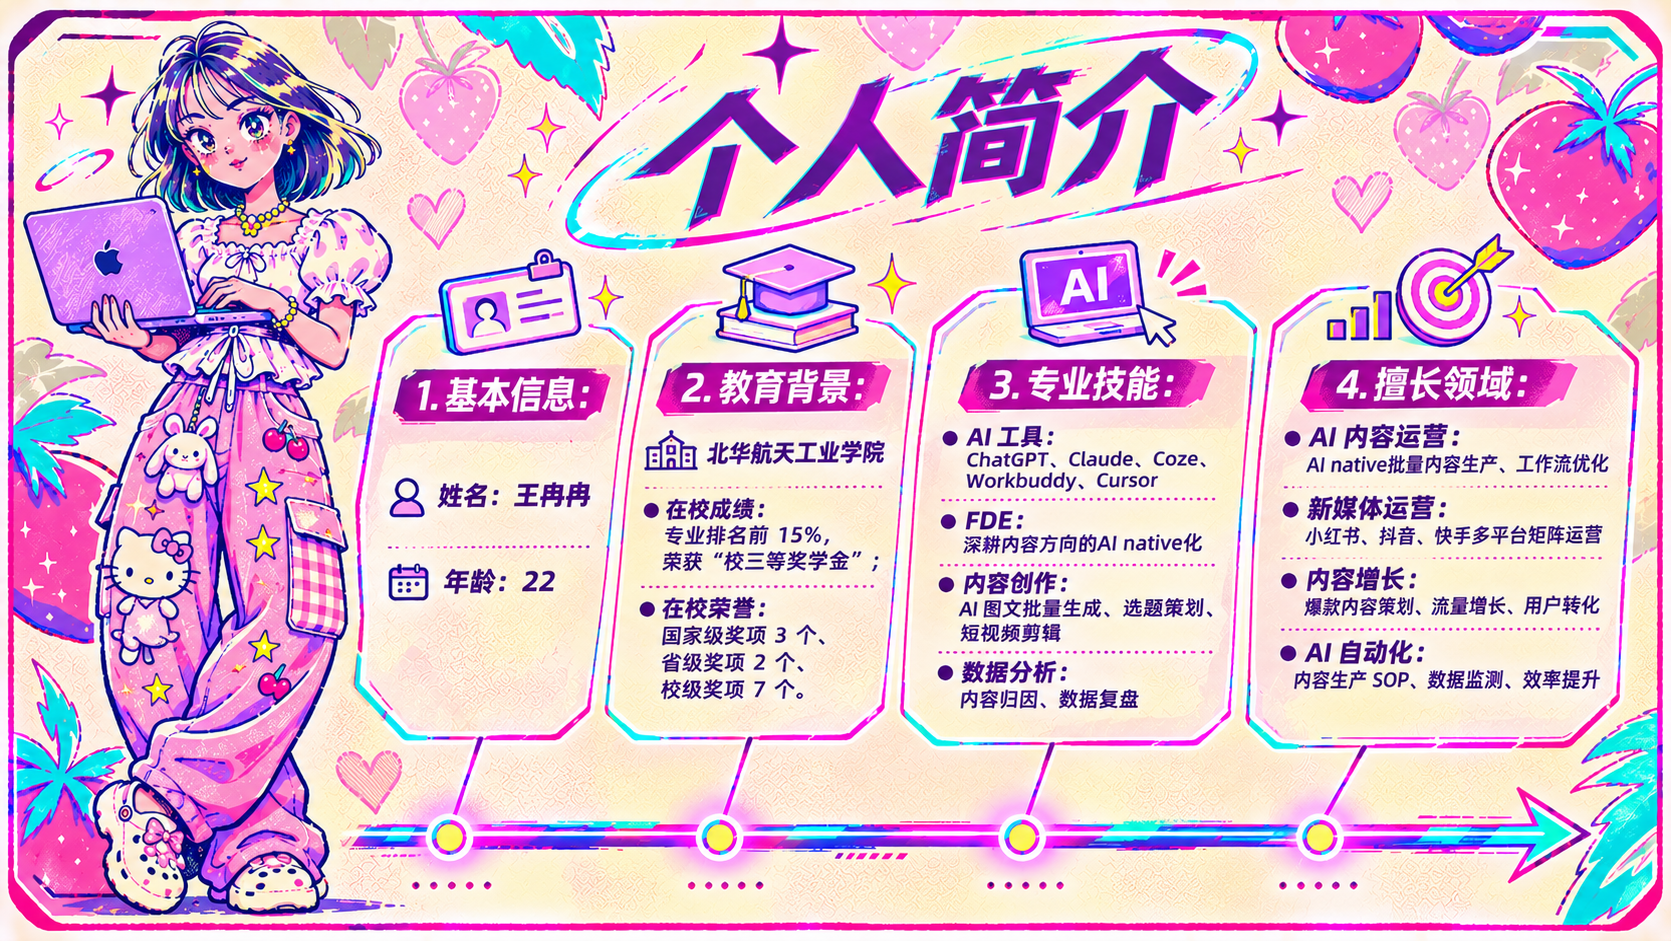 个人简介
1. 基本信息：
姓名：王冉冉
年龄：22
2. 教育背景：
北华航天工业学院
在校成绩：
专业排名前 15%，
荣获“校三等奖学金”；
在校荣誉：
国家级奖项 3 个、
省级奖项 2 个、
校级奖项 7 个。
AI
3. 专业技能：
AI 工具：
ChatGPT、Claude、Coze、
Workbuddy、Cursor
FDE：
深耕内容方向的AI native化
内容创作：
AI 图文批量生成、选题策划、
短视频剪辑
数据分析：
内容归因、数据复盘
4. 擅长领域：
AI 内容运营：
AI native批量内容生产、工作流优化
新媒体运营：
小红书、抖音、快手多平台矩阵运营
内容增长：
爆款内容策划、流量增长、用户转化
AI 自动化：
内容生产 SOP、数据监测、效率提升